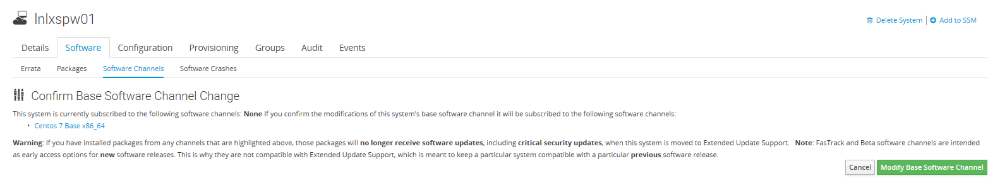 lnlxspw01
Delete System | Add to SSM
Details Software Configuration Provisioning Groups Audit Events
Errata Packages Software Channels Software Crashes
Confirm Base Software Channel Change
This system is currently subscribed to the following software channels: None If you confirm the modifications of this system's base software channel it will be subscribed to the following software channels:
• Centos 7 Base x86_64
Warning: If you have installed packages from any channels that are highlighted above, those packages will no longer receive software updates, including critical security updates, when this system is moved to Extended Update Support. Note: FasTrack and Beta software channels are intended
as early access options for new software releases. This is why they are not compatible with Extended Update Support, which is meant to keep a particular system compatible with a particular previous software release.
Cancel Modify Base Software Channel